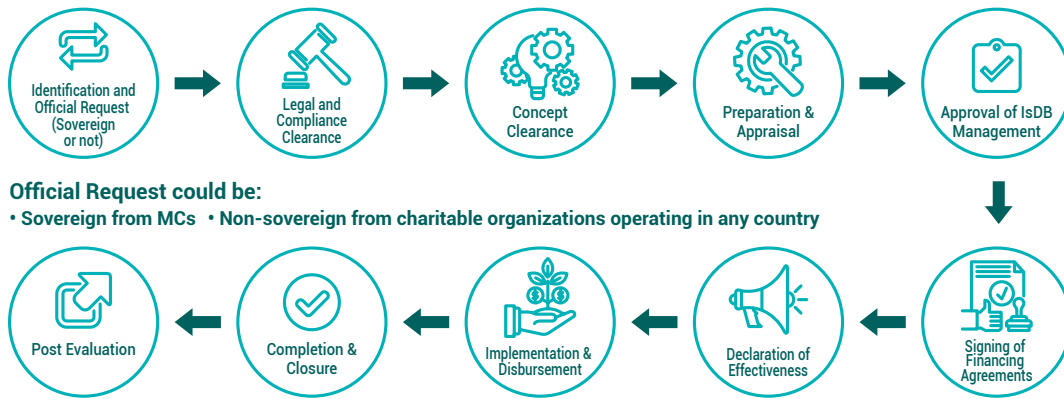 Identification and
Official Request
(Sovereign
or not)
Legal and
Compliance
Clearance
Concept
Clearance
Preparation &
Appraisal
Approval of IsDB
Management
Official Request could be:
• Sovereign from MCs • Non-sovereign from charitable organizations operating in any country
Signing of
Financing
Agreements
Declaration of
Effectiveness
Implementation &
Disbursement
Completion &
Closure
Post Evaluation